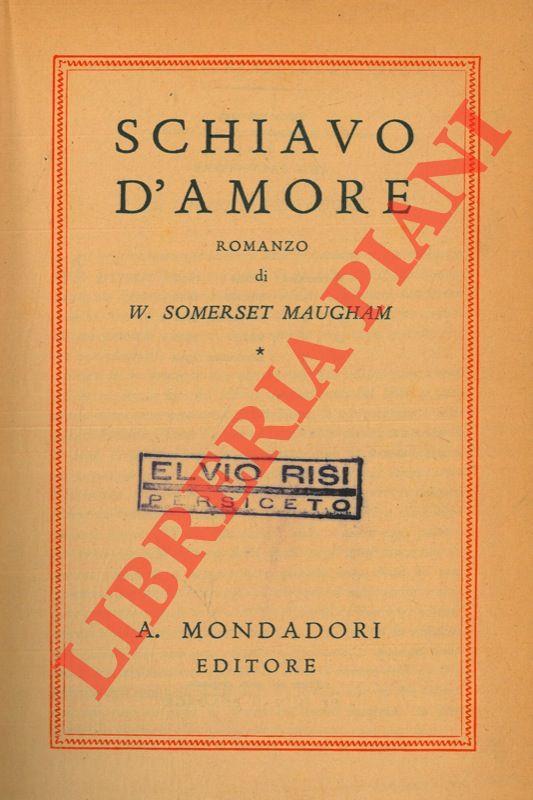 SCHIAVO
D'AMORE
ROMANZO
di
W. SOMERSET MAUGHAM
*
ELVIO RISI
PERSICETO
A. MONDADORI
EDITORE
LIBRERIA PIANI